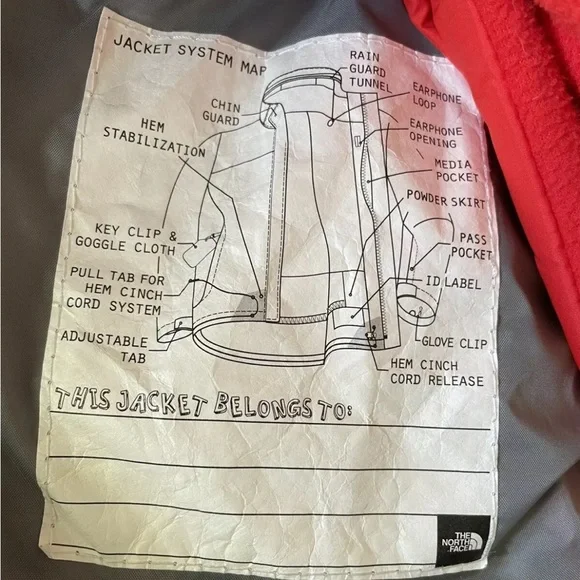 JACKET SYSTEM MAP
RAIN
GUARD
TUNNEL
EARPHONE
LOOP
CHIN
GUARD
EARPHONE
OPENING
HEM
STABILIZATION
MEDIA
POCKET
POWDER SKIRT
KEY CLIP &
GOGGLE CLOTH
PASS
POCKET
PULL TAB FOR
HEM CINCH
CORD SYSTEM
ID LABEL
ADJUSTABLE
TAB
GLOVE CLIP
HEM CINCH
CORD RELEASE
THIS JACKET BELONGS TO:
THE
NORTH
FACE